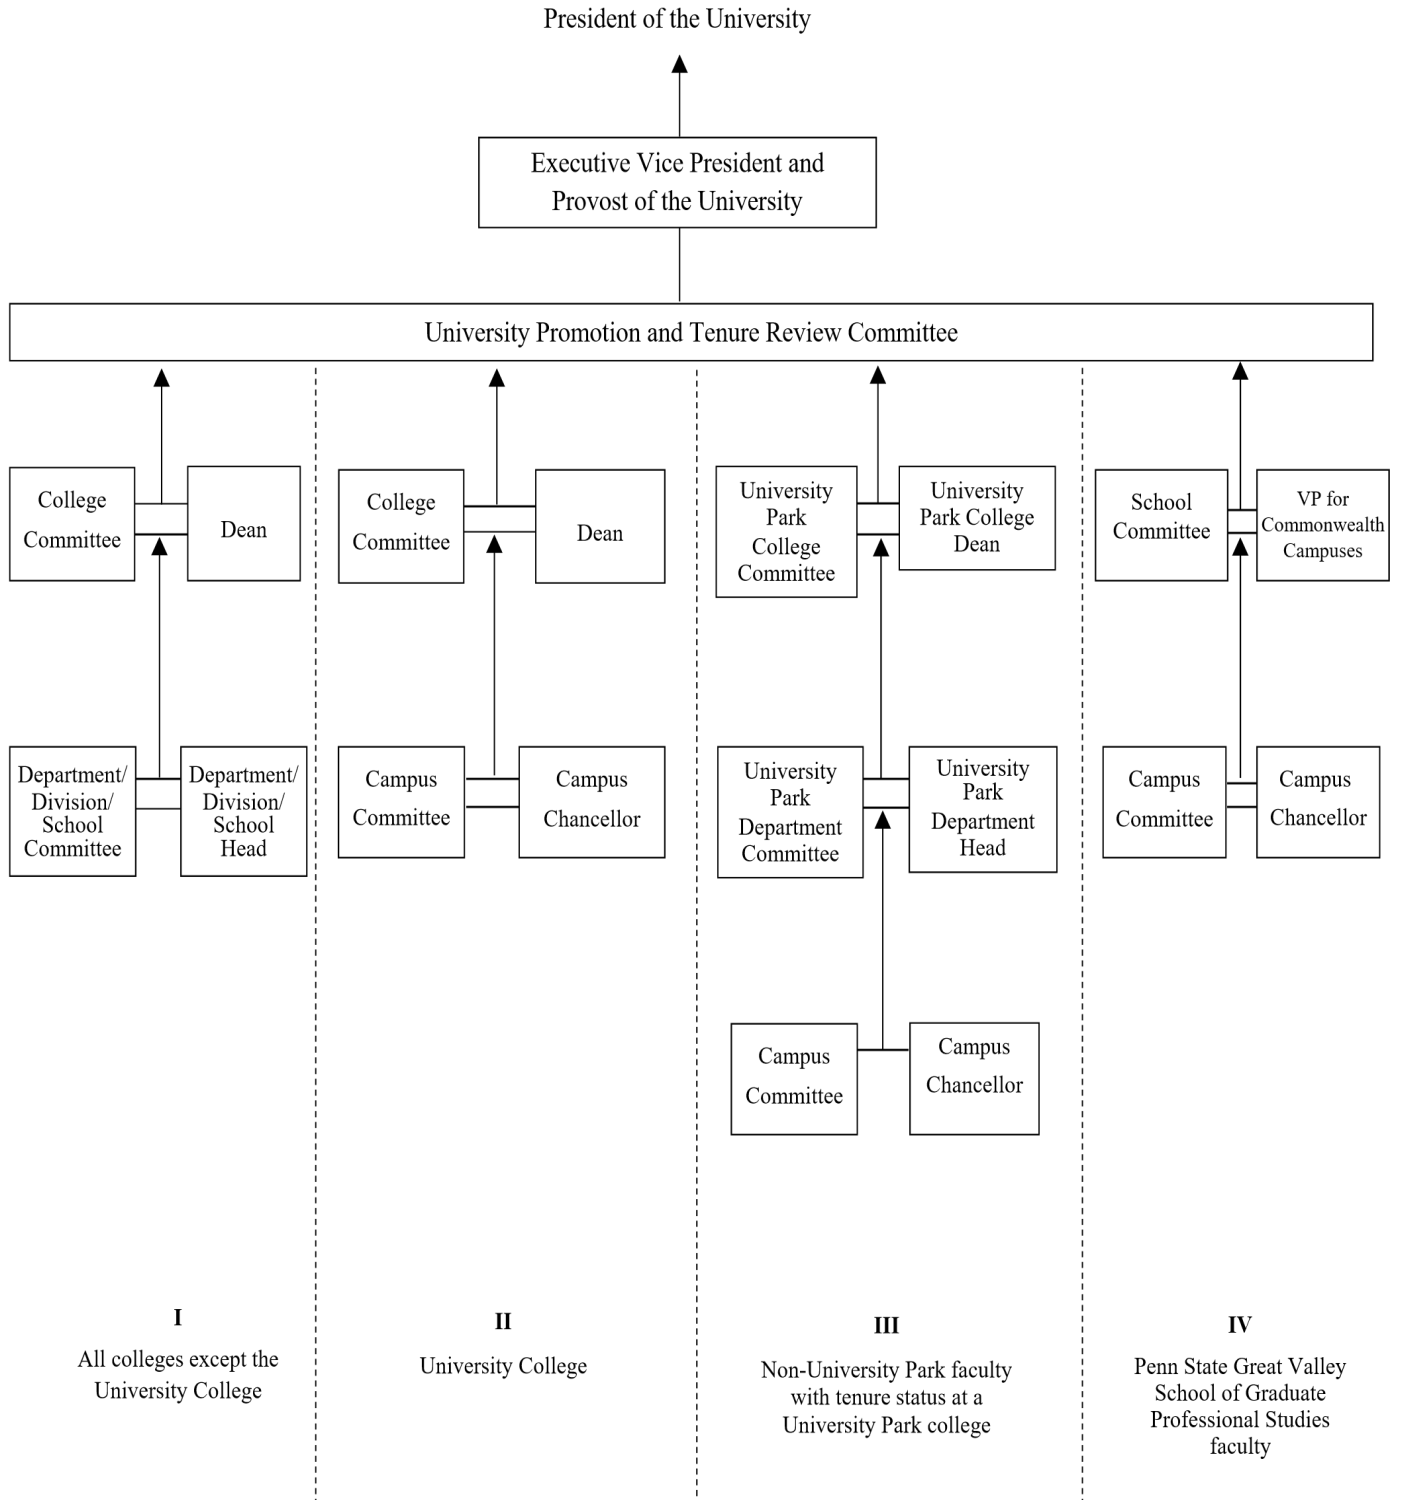 President of the University
Executive Vice President and
Provost of the University
University Promotion and Tenure Review Committee
College
Committee
Dean
College
Committee
Dean
University
Park
College
Committee
University
Park College
Dean
School
Committee
VP for
Commonwealth
Campuses
Department/
Division/
School
Committee
Department/
Division/
School
Head
Campus
Committee
Campus
Chancellor
University
Park
Department
Committee
University
Park
Department
Head
Campus
Committee
Campus
Chancellor
Campus
Committee
Campus
Chancellor
I
All colleges except the
University College
II
University College
III
Non-University Park faculty
with tenure status at a
University Park college
IV
Penn State Great Valley
School of Graduate
Professional Studies
faculty